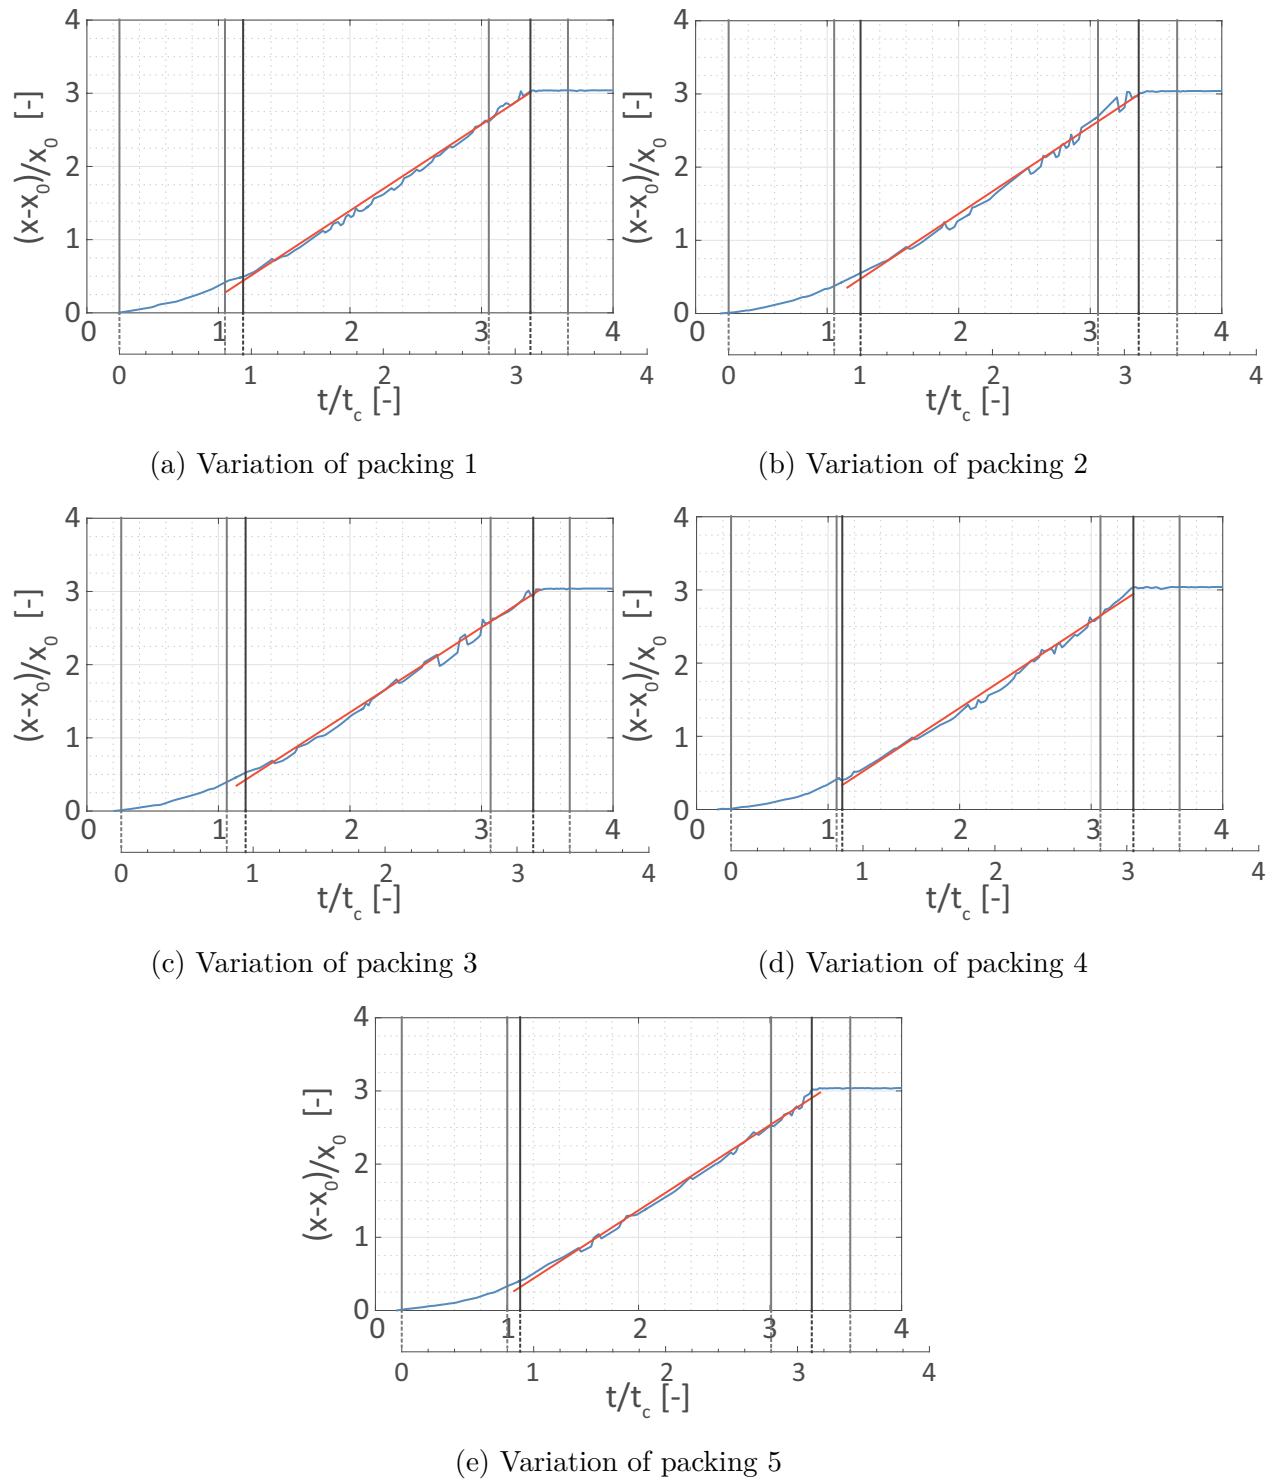 4
3
2
1
0
(x-x0)/x0 [-]
0 1 2 3 4
0 1 2 3 4
t/tc [-]
(a) Variation of packing 1
4
3
2
1
0
(x-x0)/x0 [-]
0 1 2 3 4
0 1 2 3 4
t/tc [-]
(b) Variation of packing 2
4
3
2
1
0
(x-x0)/x0 [-]
0 1 2 3 4
0 1 2 3 4
t/tc [-]
(c) Variation of packing 3
4
3
2
1
0
(x-x0)/x0 [-]
0 1 2 3 4
0 1 2 3 4
t/tc [-]
(d) Variation of packing 4
4
3
2
1
0
(x-x0)/x0 [-]
0 1 2 3 4
0 1 2 3 4
t/tc [-]
(e) Variation of packing 5